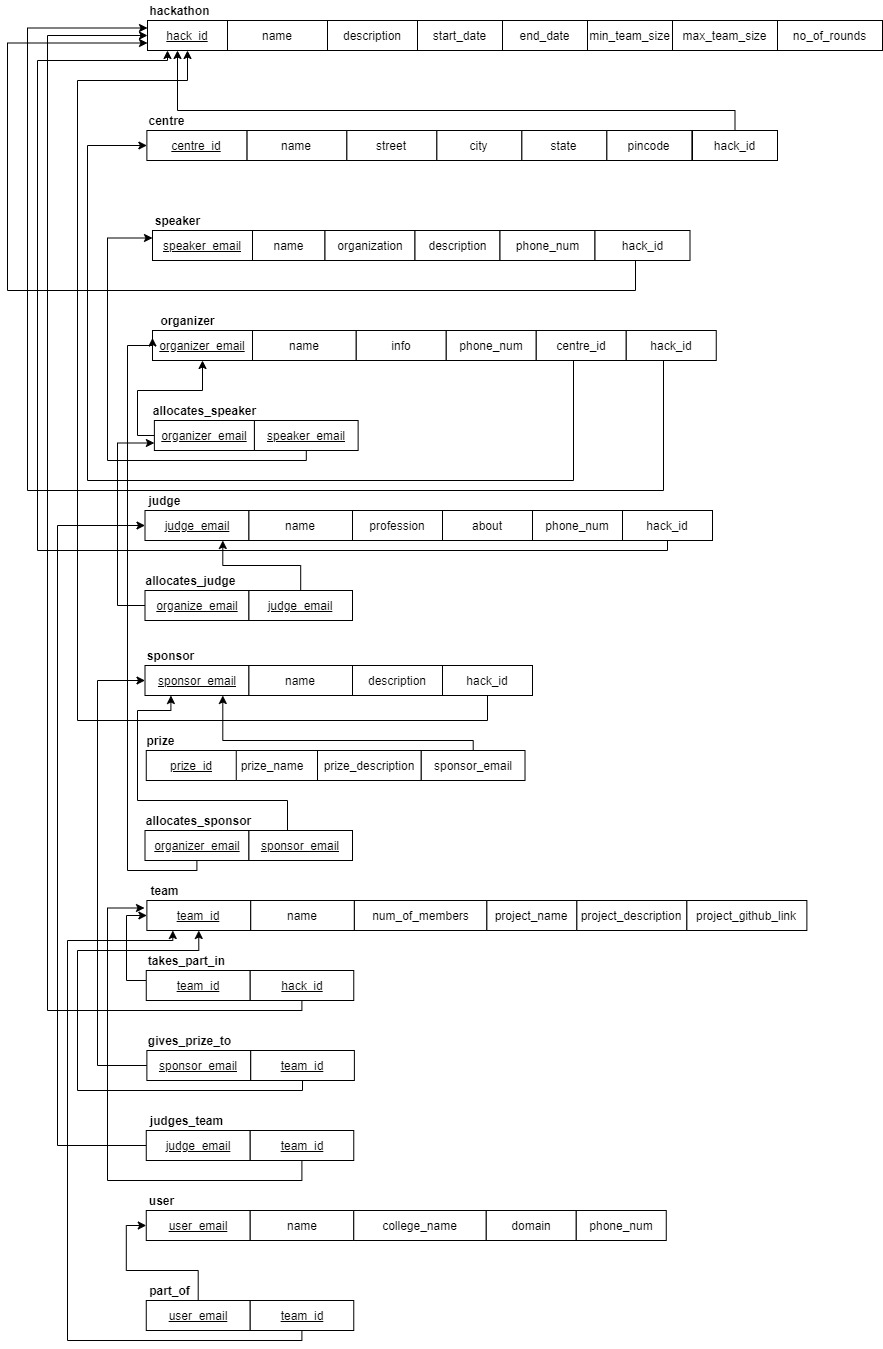 hackathon
hack_id name description start_date end_date min_team_size max_team_size no_of_rounds
centre
centre_id name street city state pincode hack_id
speaker
speaker_email name organization description phone_num hack_id
organizer
organizer_email name info phone_num centre_id hack_id
allocates_speaker
organizer_email speaker_email
judge
judge_email name profession about phone_num hack_id
allocates_judge
organize_email judge_email
sponsor
sponsor_email name description hack_id
prize
prize_id prize_name prize_description sponsor_email
allocates_sponsor
organizer_email sponsor_email
team
team_id name num_of_members project_name project_description project_github_link
takes_part_in
team_id hack_id
gives_prize_to
sponsor_email team_id
judges_team
judge_email team_id
user
user_email name college_name domain phone_num
part_of
user_email team_id